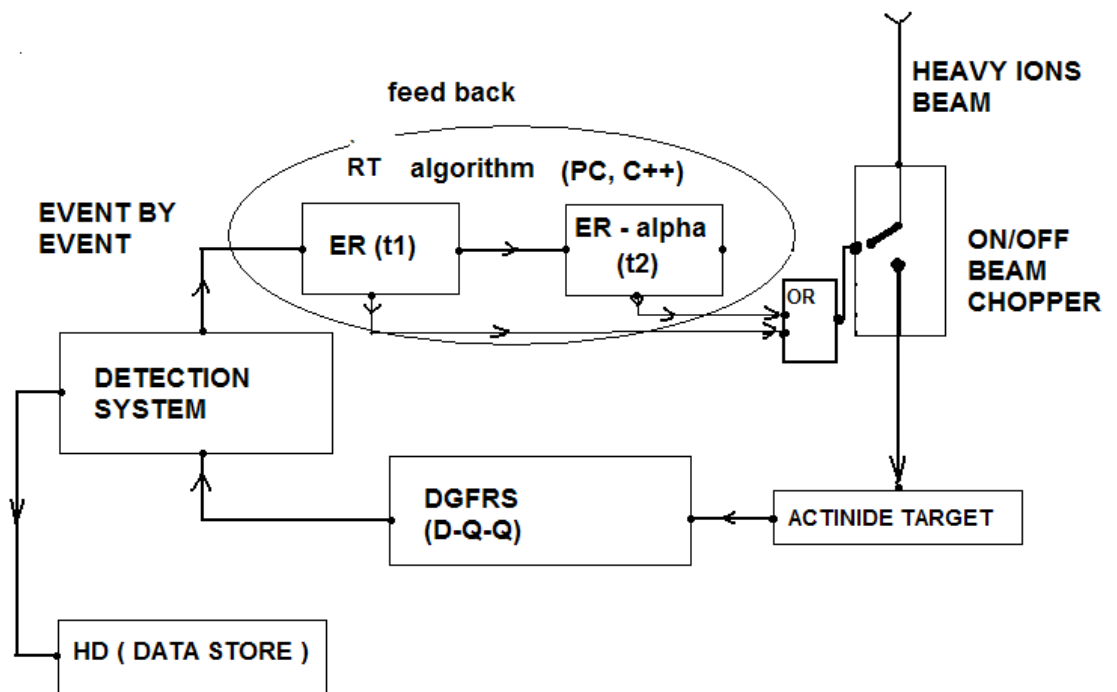 feed back
HEAVY IONS
BEAM
RT algorithm (PC, C++)
EVENT BY
EVENT
ER (t1)
ER - alpha
(t2)
ON/OFF
BEAM
CHOPPER
OR
DETECTION
SYSTEM
DGFRS
(D-Q-Q)
ACTINIDE TARGET
HD ( DATA STORE )